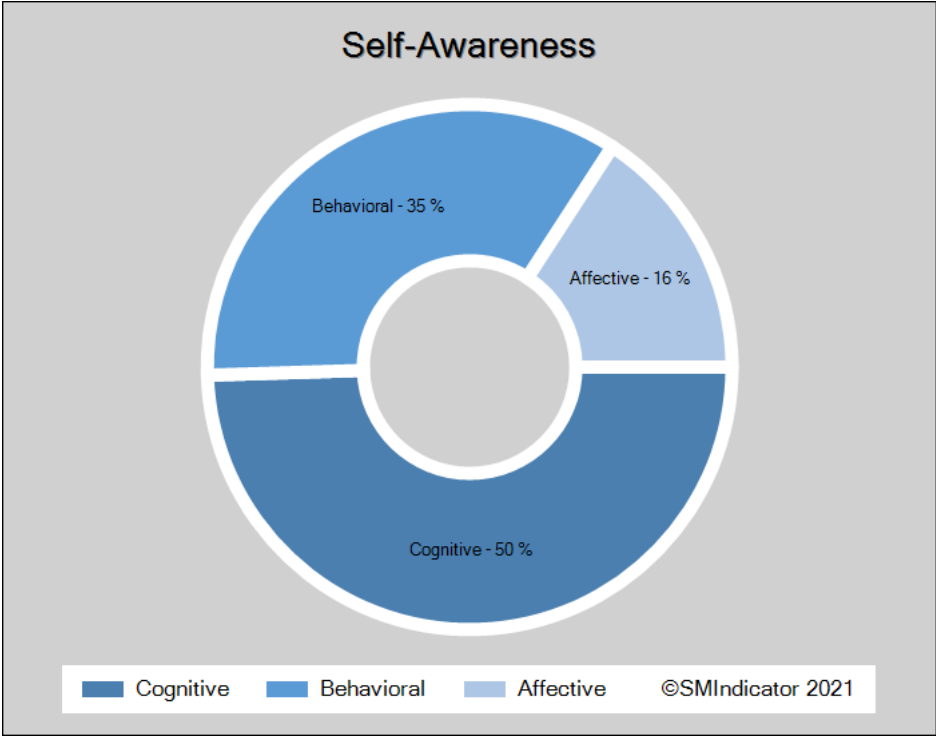 Self-Awareness
Behavioral - 35 %
Affective - 16 %
Cognitive - 50 %
Cognitive Behavioral Affective ©SMIndicator 2021